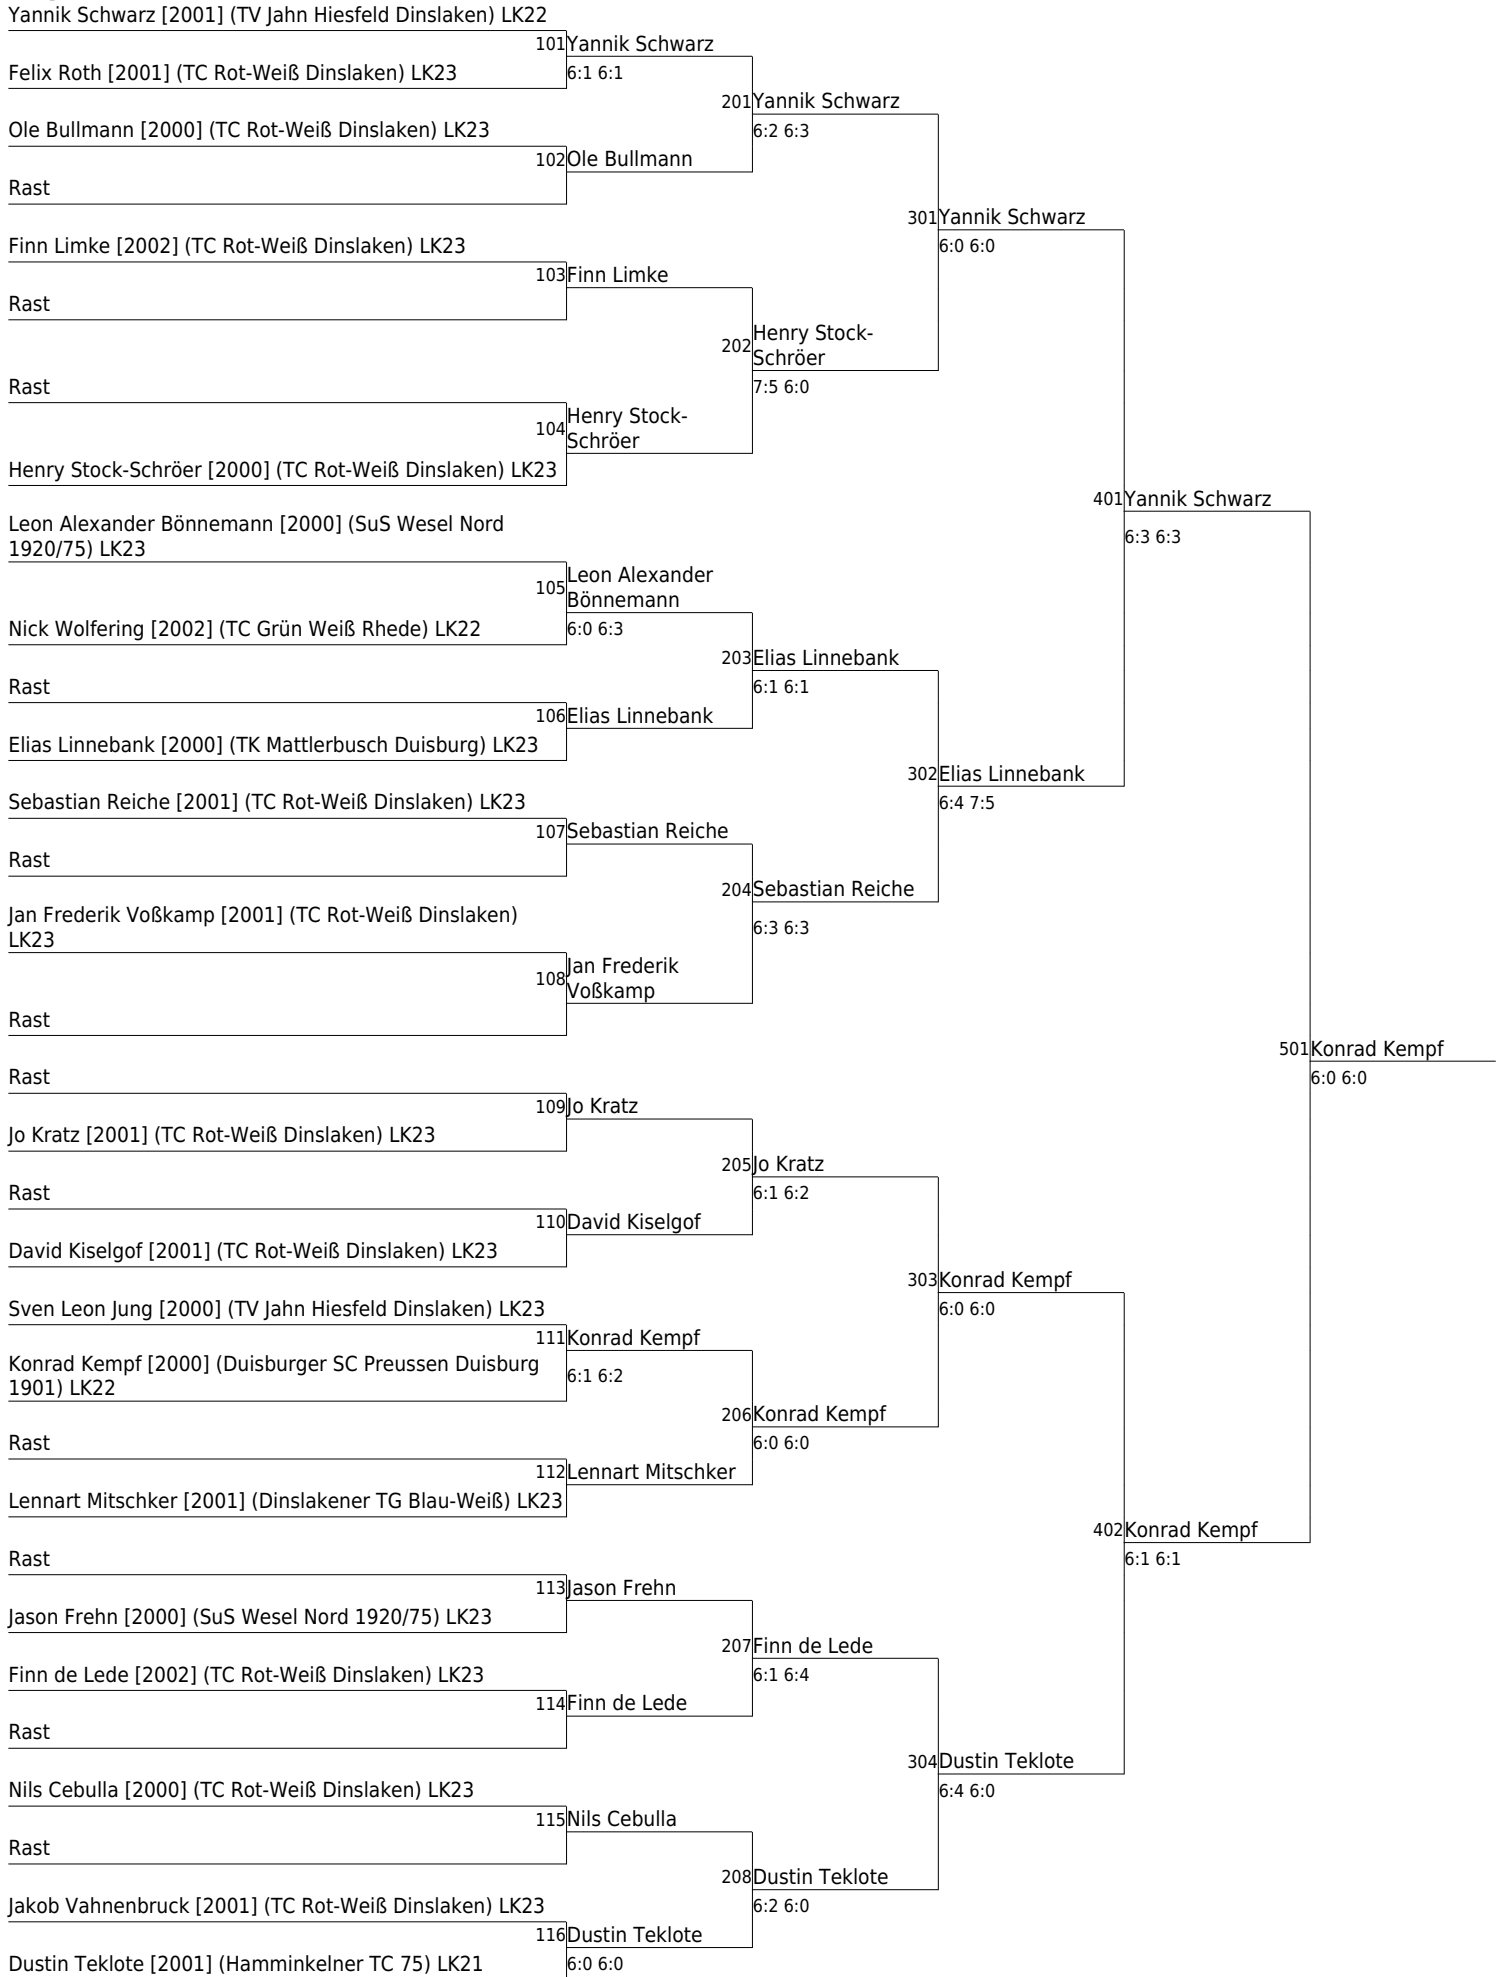 Yannik Schwarz [2001] (TV Jahn Hiesfeld Dinslaken) LK22
101 Yannik Schwarz
Felix Roth [2001] (TC Rot-Weiß Dinslaken) LK23
6:1 6:1
201 Yannik Schwarz
Ole Bullmann [2000] (TC Rot-Weiß Dinslaken) LK23
6:2 6:3
102 Ole Bullmann
Rast
301 Yannik Schwarz
Finn Limke [2002] (TC Rot-Weiß Dinslaken) LK23
6:0 6:0
103 Finn Limke
Rast
202 Henry Stock-
Schröer
Rast
7:5 6:0
104 Henry Stock-
Schröer
Henry Stock-Schröer [2000] (TC Rot-Weiß Dinslaken) LK23
401 Yannik Schwarz
Leon Alexander Bönnemann [2000] (SuS Wesel Nord
1920/75) LK23
6:3 6:3
105 Leon Alexander
Bönnemann
Nick Wolfering [2002] (TC Grün Weiß Rhede) LK22
6:0 6:3
203 Elias Linnebank
Rast
6:1 6:1
106 Elias Linnebank
Elias Linnebank [2000] (TK Mattlerbusch Duisburg) LK23
302 Elias Linnebank
Sebastian Reiche [2001] (TC Rot-Weiß Dinslaken) LK23
6:4 7:5
107 Sebastian Reiche
Rast
204 Sebastian Reiche
Jan Frederik Voßkamp [2001] (TC Rot-Weiß Dinslaken)
LK23
6:3 6:3
108 Jan Frederik
Voßkamp
Rast
501 Konrad Kempf
Rast
6:0 6:0
109 Jo Kratz
Jo Kratz [2001] (TC Rot-Weiß Dinslaken) LK23
205 Jo Kratz
Rast
6:1 6:2
110 David Kiselgof
David Kiselgof [2001] (TC Rot-Weiß Dinslaken) LK23
303 Konrad Kempf
Sven Leon Jung [2000] (TV Jahn Hiesfeld Dinslaken) LK23
6:0 6:0
111 Konrad Kempf
Konrad Kempf [2000] (Duisburger SC Preussen Duisburg
1901) LK22
6:1 6:2
206 Konrad Kempf
Rast
6:0 6:0
112 Lennart Mitschker
Lennart Mitschker [2001] (Dinslakener TG Blau-Weiß) LK23
402 Konrad Kempf
Rast
6:1 6:1
113 Jason Frehn
Jason Frehn [2000] (SuS Wesel Nord 1920/75) LK23
207 Finn de Lede
Finn de Lede [2002] (TC Rot-Weiß Dinslaken) LK23
6:1 6:4
114 Finn de Lede
Rast
304 Dustin Teklote
Nils Cebulla [2000] (TC Rot-Weiß Dinslaken) LK23
6:4 6:0
115 Nils Cebulla
Rast
208 Dustin Teklote
Jakob Vahnenbruck [2001] (TC Rot-Weiß Dinslaken) LK23
6:2 6:0
116 Dustin Teklote
Dustin Teklote [2001] (Hamminkelner TC 75) LK21
6:0 6:0